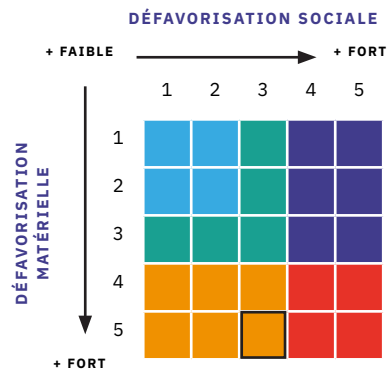 DÉFAVORISATION SOCIALE
+ FAIBLE
+ FORT
1 2 3 4 5
DÉFAVORISATION
MATÉRIELLE
1
2
3
4
5
+ FORT